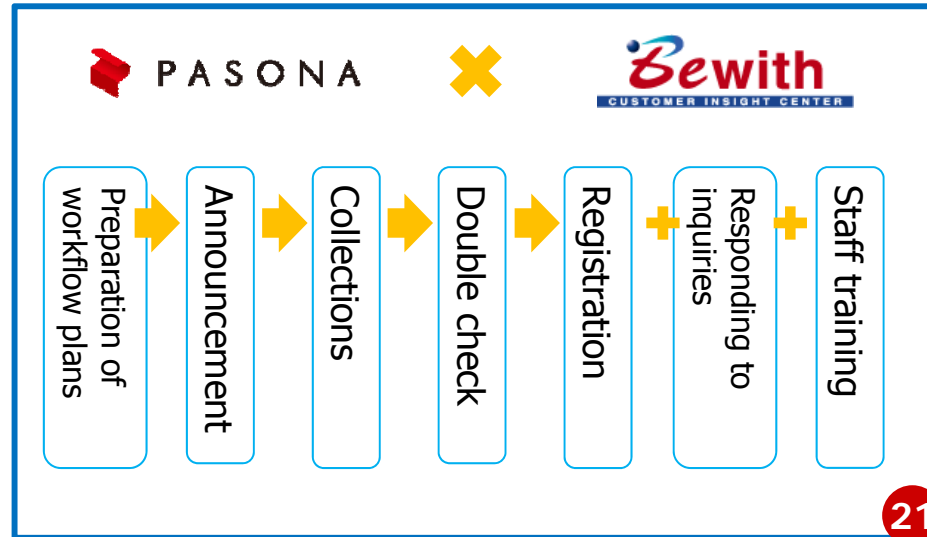 PASONA
Bewith
CUSTOMER INSIGHT CENTER
Preparation of
workflow plans
Announcement
Collections
Double check
Registration
Responding to
inquiries
Staff training
21